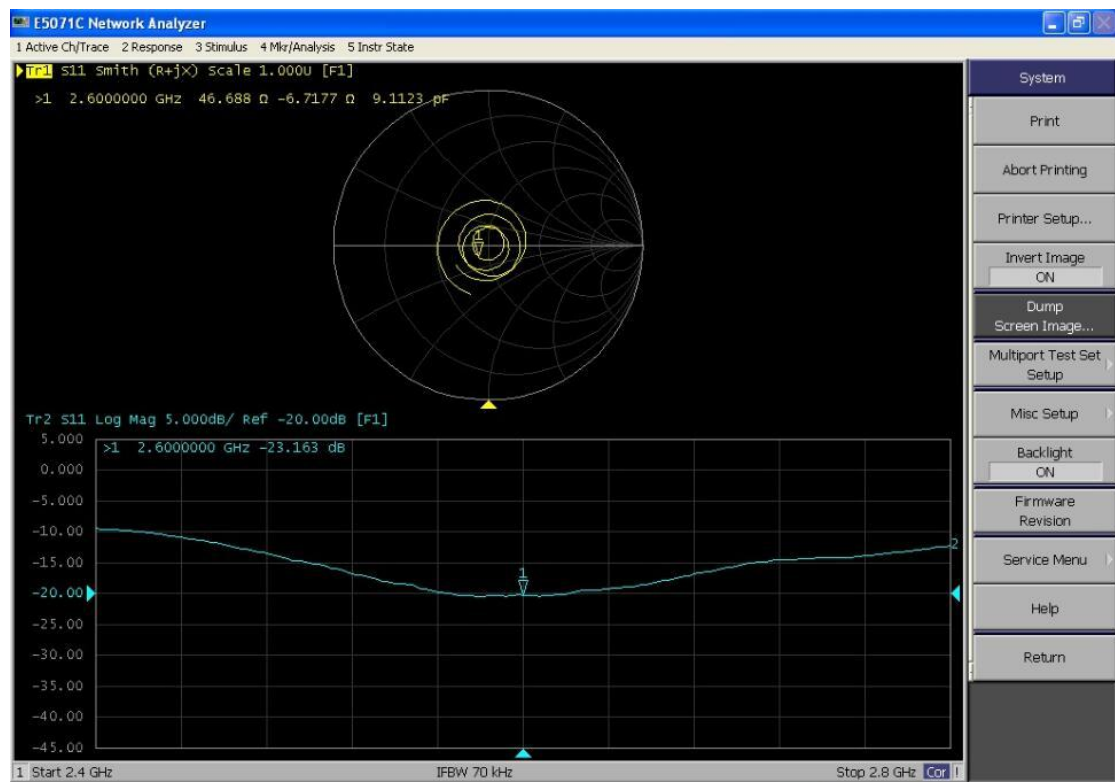 E5071C Network Analyzer
1 Active Ch/Trace 2 Response 3 Stimulus 4 Mkr/Analysis 5 Instr State
Tr1 S11 Smith (R+jX) Scale 1.000U [F1]
>1 2.6000000 GHz 46.688 Ω -6.7177 Ω 9.1123 pF
1
Tr2 S11 Log Mag 5.000dB/ Ref -20.00dB [F1]
>1 2.6000000 GHz -23.163 dB
5.000
0.000
-5.000
-10.00
-15.00
-20.00
-25.00
-30.00
-35.00
-40.00
-45.00
1
2
1 Start 2.4 GHz
IFBW 70 kHz
Stop 2.8 GHz Cor !
System
Print
Abort Printing
Printer Setup...
Invert Image
ON
Dump
Screen Image...
Multiport Test Set
Setup
Misc Setup
Backlight
ON
Firmware
Revision
Service Menu
Help
Return